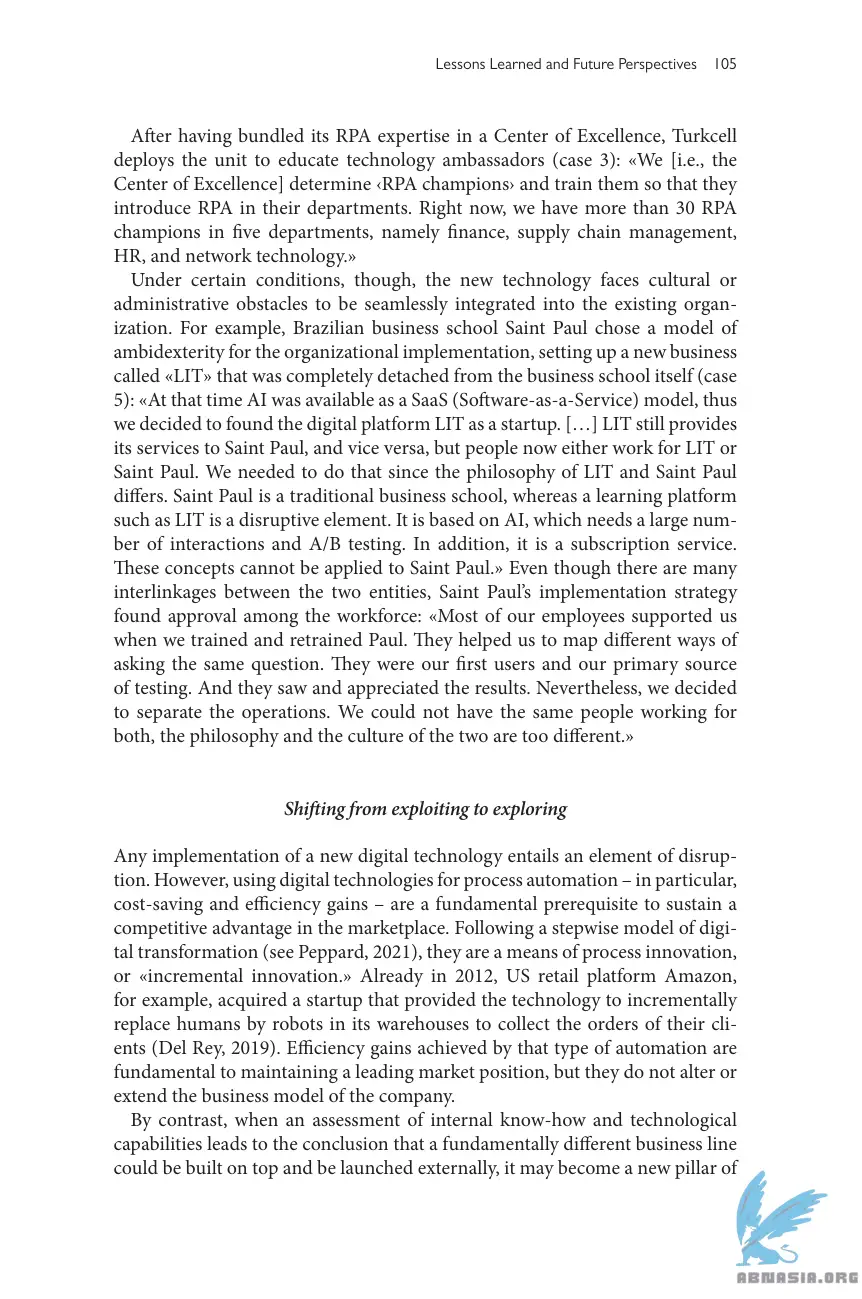 Lessons Learned and Future Perspectives 105
After having bundled its RPA expertise in a Center of Excellence, Turkcell
deploys the unit to educate technology ambassadors (case 3): «We [i.e., the
Center of Excellence] determine ‹RPA champions› and train them so that they
introduce RPA in their departments. Right now, we have more than 30 RPA
champions in five departments, namely finance, supply chain management,
HR, and network technology.»
Under certain conditions, though, the new technology faces cultural or
administrative obstacles to be seamlessly integrated into the existing organ-
ization. For example, Brazilian business school Saint Paul chose a model of
ambidexterity for the organizational implementation, setting up a new business
called «LIT» that was completely detached from the business school itself (case
5): «At that time AI was available as a SaaS (Software-as-a-Service) model, thus
we decided to found the digital platform LIT as a startup. […] LIT still provides
its services to Saint Paul, and vice versa, but people now either work for LIT or
Saint Paul. We needed to do that since the philosophy of LIT and Saint Paul
differs. Saint Paul is a traditional business school, whereas a learning platform
such as LIT is a disruptive element. It is based on AI, which needs a large num-
ber of interactions and A/B testing. In addition, it is a subscription service.
These concepts cannot be applied to Saint Paul.» Even though there are many
interlinkages between the two entities, Saint Paul’s implementation strategy
found approval among the workforce: «Most of our employees supported us
when we trained and retrained Paul. They helped us to map different ways of
asking the same question. They were our first users and our primary source
of testing. And they saw and appreciated the results. Nevertheless, we decided
to separate the operations. We could not have the same people working for
both, the philosophy and the culture of the two are too different.»
Shifting from exploiting to exploring
Any implementation of a new digital technology entails an element of disrup-
tion. However, using digital technologies for process automation – in particular,
cost-saving and efficiency gains – are a fundamental prerequisite to sustain a
competitive advantage in the marketplace. Following a stepwise model of digi-
tal transformation (see Peppard, 2021), they are a means of process innovation,
or «incremental innovation.» Already in 2012, US retail platform Amazon,
for example, acquired a startup that provided the technology to incrementally
replace humans by robots in its warehouses to collect the orders of their cli-
ents (Del Rey, 2019). Efficiency gains achieved by that type of automation are
fundamental to maintaining a leading market position, but they do not alter or
extend the business model of the company.
By contrast, when an assessment of internal know-how and technological
capabilities leads to the conclusion that a fundamentally different business line
could be built on top and be launched externally, it may become a new pillar of
ABNASIA.ORG